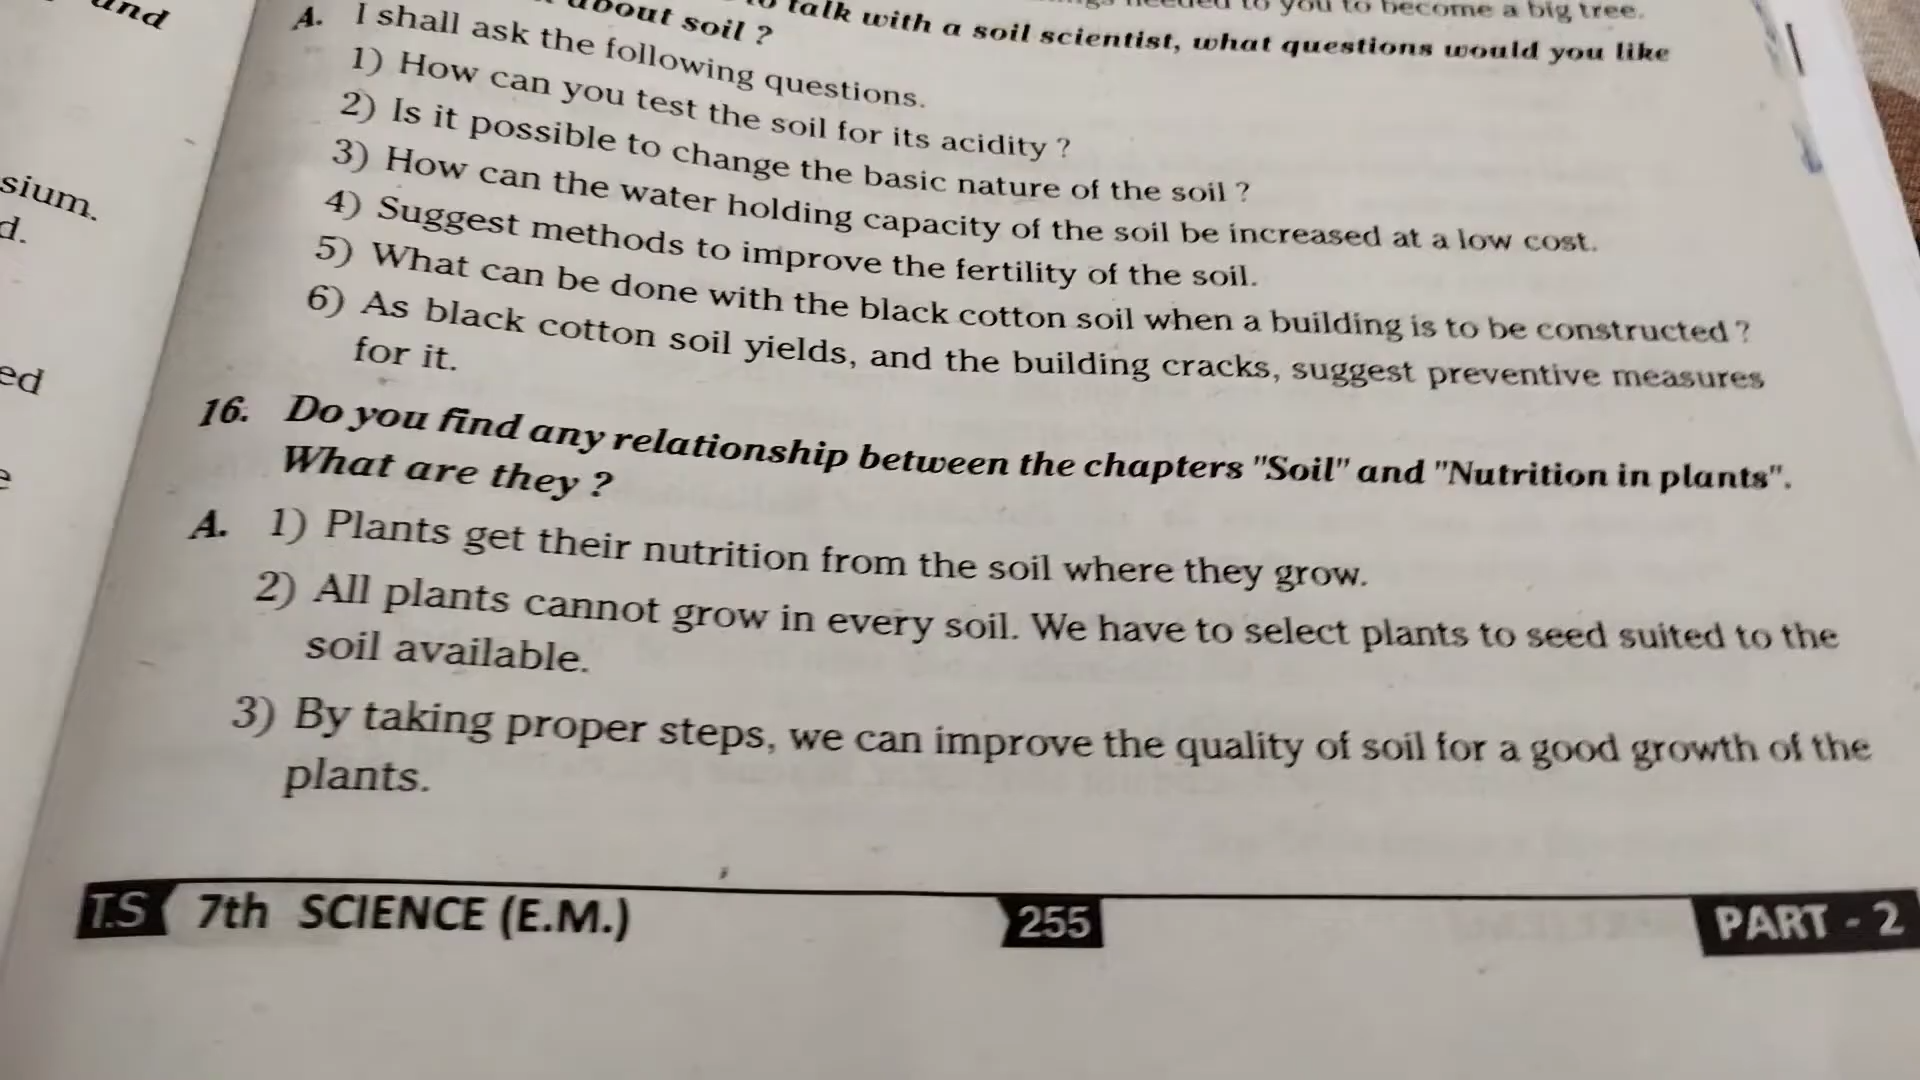 and
sium.
d.
ed
needed to you to become a big tree.
to talk with a soil scientist, what questions would you like
about soil ?
A. I shall ask the following questions.
1) How can you test the soil for its acidity ?
2) Is it possible to change the basic nature of the soil ?
3) How can the water holding capacity of the soil be increased at a low cost.
4) Suggest methods to improve the fertility of the soil.
5) What can be done with the black cotton soil when a building is to be constructed ?
6) As black cotton soil yields, and the building cracks, suggest preventive measures
for it.
16. Do you find any relationship between the chapters "Soil" and "Nutrition in plants".
What are they ?
A. 1) Plants get their nutrition from the soil where they grow.
2) All plants cannot grow in every soil. We have to select plants to seed suited to the
soil available.
3) By taking proper steps, we can improve the quality of soil for a good growth of the
plants.
T.S 7th SCIENCE (E.M.) 255 PART - 2